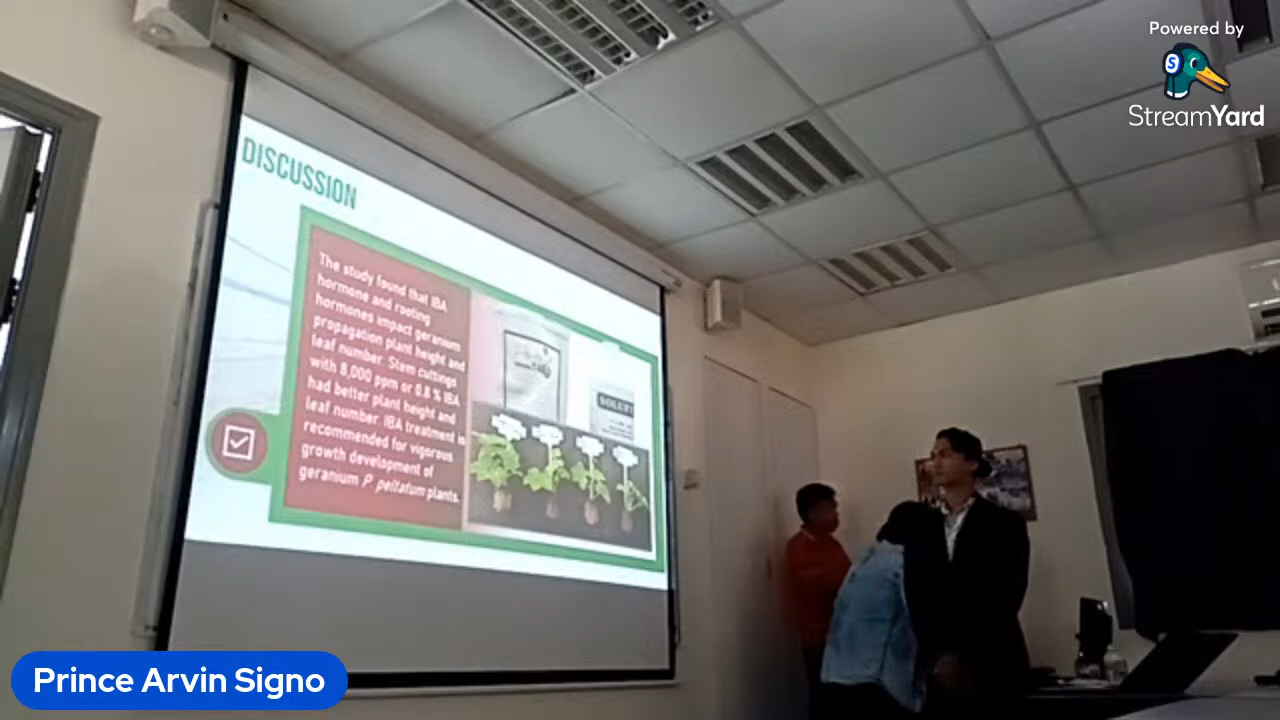 Powered by
StreamYard
DISCUSSION
The study found that IBA
hormone and rooting
hormones impact geranium
propagation plant height and
leaf number. Stem cuttings
with 8,000 ppm or 0.8 % IBA
had better plant height and
leaf number. IBA treatment is
recommended for vigorous
growth development of
geranium P peltatum plants.
Prince Arvin Signo